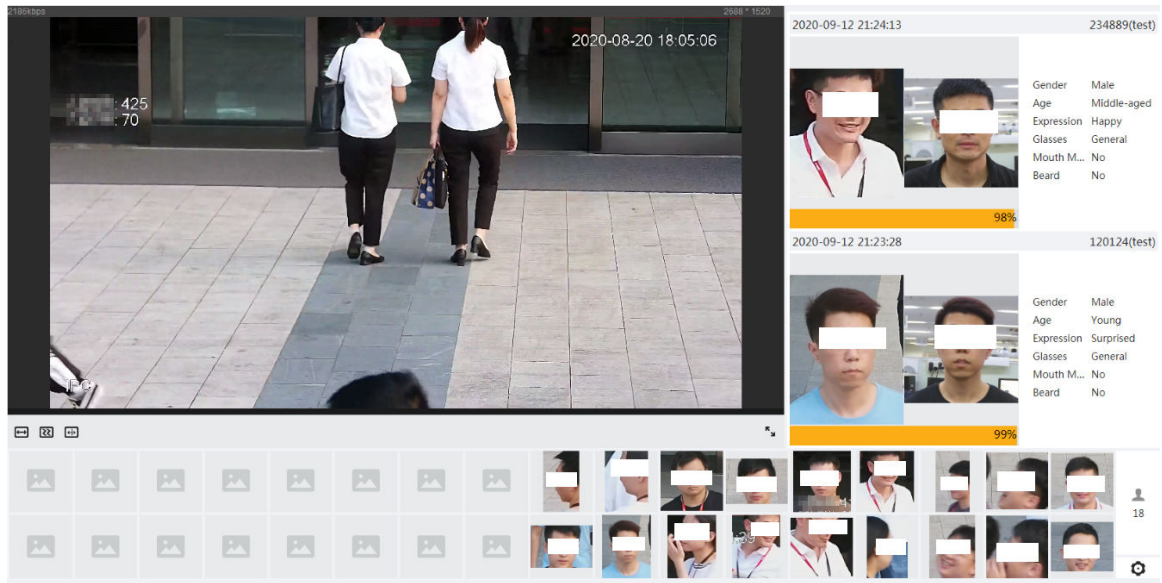 2186kbps
2688 * 1520
2020-08-20 18:05:06
: 425
: 70
IPC
2020-09-12 21:24:13 234889(test)
Gender Male
Age Middle-aged
Expression Happy
Glasses General
Mouth M... No
Beard No
98%
2020-09-12 21:23:28 120124(test)
Gender Male
Age Young
Expression Surprised
Glasses General
Mouth M... No
Beard No
99%
18